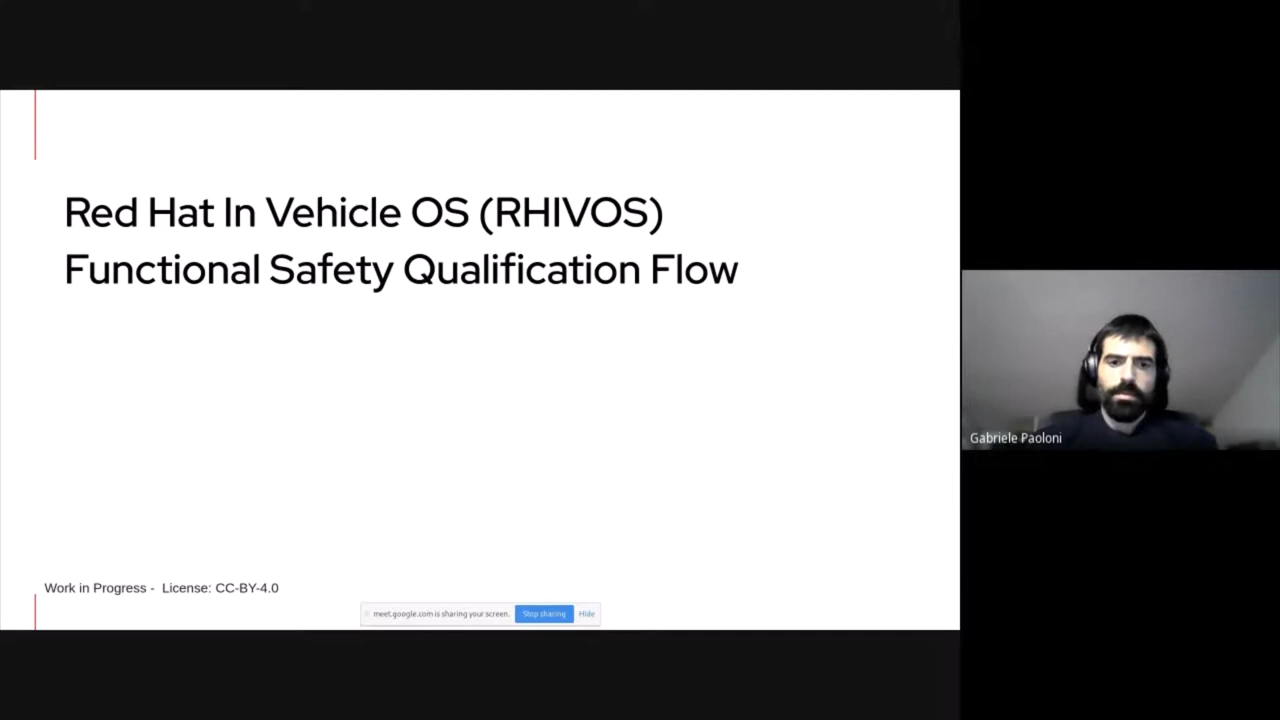 Red Hat In Vehicle OS (RHIVOS)
Functional Safety Qualification Flow
Gabriele Paoloni
Work in Progress - License: CC-BY-4.0
meet.google.com is sharing your screen. Stop sharing Hide